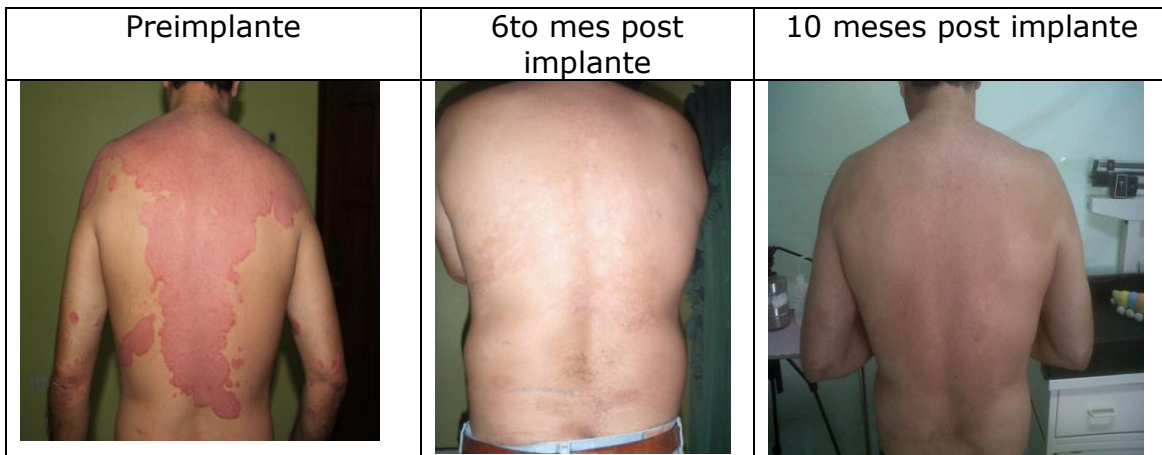 Preimplante
6to mes post
implante
10 meses post implante